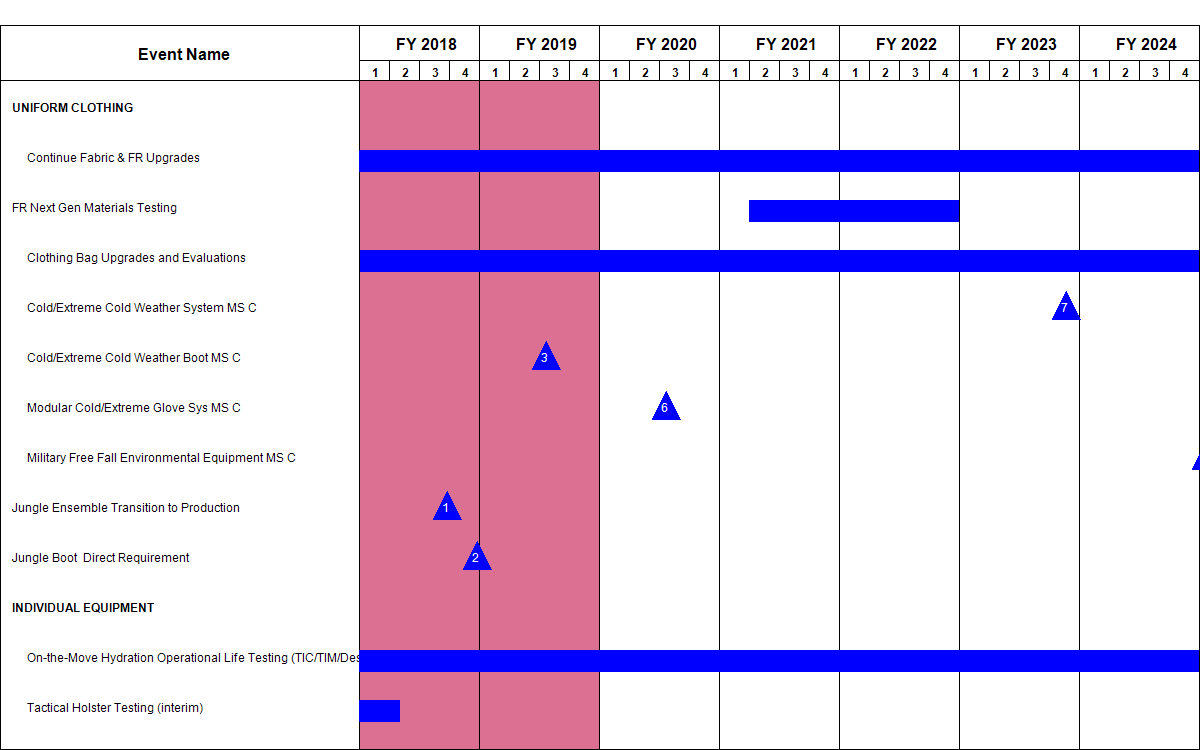 Event Name FY 2018 FY 2019 FY 2020 FY 2021 FY 2022 FY 2023 FY 2024
1 2 3 4 1 2 3 4 1 2 3 4 1 2 3 4 1 2 3 4 1 2 3 4 1 2 3 4
UNIFORM CLOTHING
Continue Fabric & FR Upgrades
FR Next Gen Materials Testing
Clothing Bag Upgrades and Evaluations
Cold/Extreme Cold Weather System MS C 7
Cold/Extreme Cold Weather Boot MS C 3
Modular Cold/Extreme Glove Sys MS C 6
Military Free Fall Environmental Equipment MS C
Jungle Ensemble Transition to Production 1
Jungle Boot Direct Requirement 2
INDIVIDUAL EQUIPMENT
On-the-Move Hydration Operational Life Testing (TIC/TIM/Des
Tactical Holster Testing (interim)